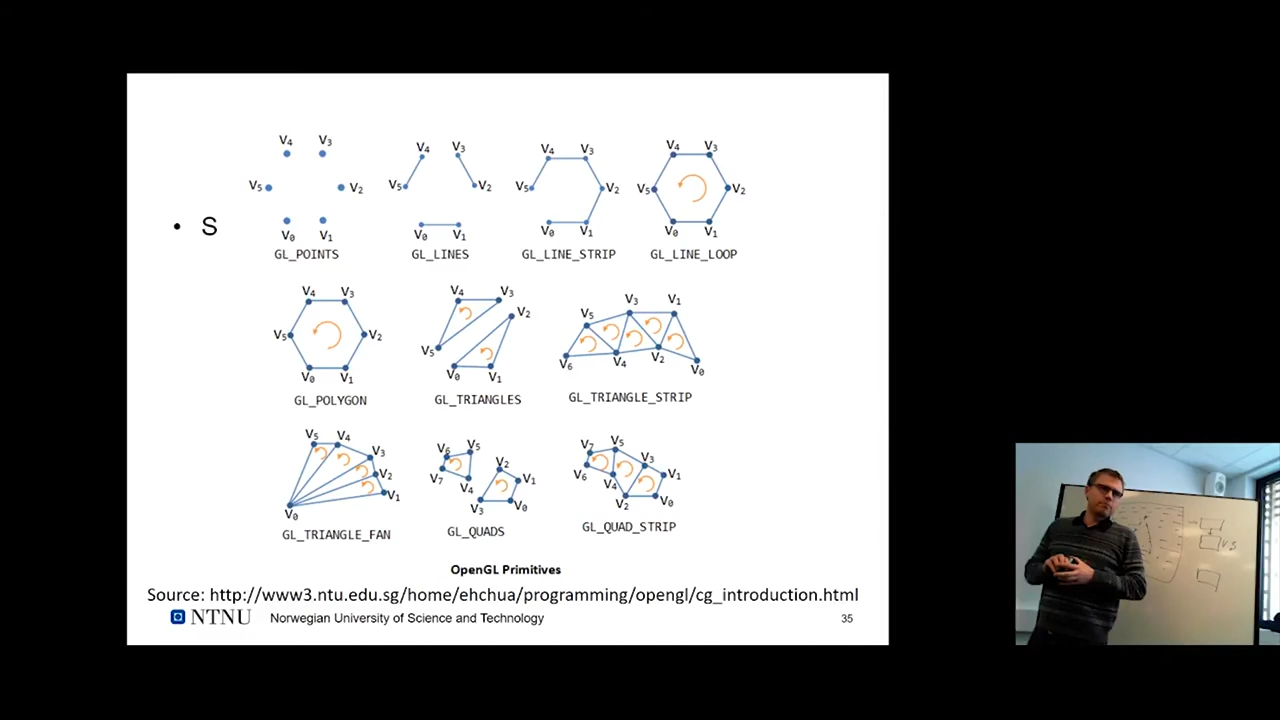 V4 V3
V5 V2
V0 V1
GL_POINTS
V4 V3
V5 V2
V0 V1
GL_LINES
V4 V3
V5 V2
V0 V1
GL_LINE_STRIP
V4 V3
V5 V2
V0 V1
GL_LINE_LOOP
• S
V4 V3
V5 V2
V0 V1
GL_POLYGON
V4 V3
V2
V5
V0 V1
GL_TRIANGLES
V3 V1
V5
V6 V4 V2 V0
GL_TRIANGLE_STRIP
V5 V4
V3
V2
V1
V0
GL_TRIANGLE_FAN
V6 V5
V2
V7 V4 V1
V3 V0
GL_QUADS
V7 V5
V3
V6 V4 V1
V2 V0
GL_QUAD_STRIP
OpenGL Primitives
Source: http://www3.ntu.edu.sg/home/ehchua/programming/opengl/cg_introduction.html
NTNU Norwegian University of Science and Technology 35
VS